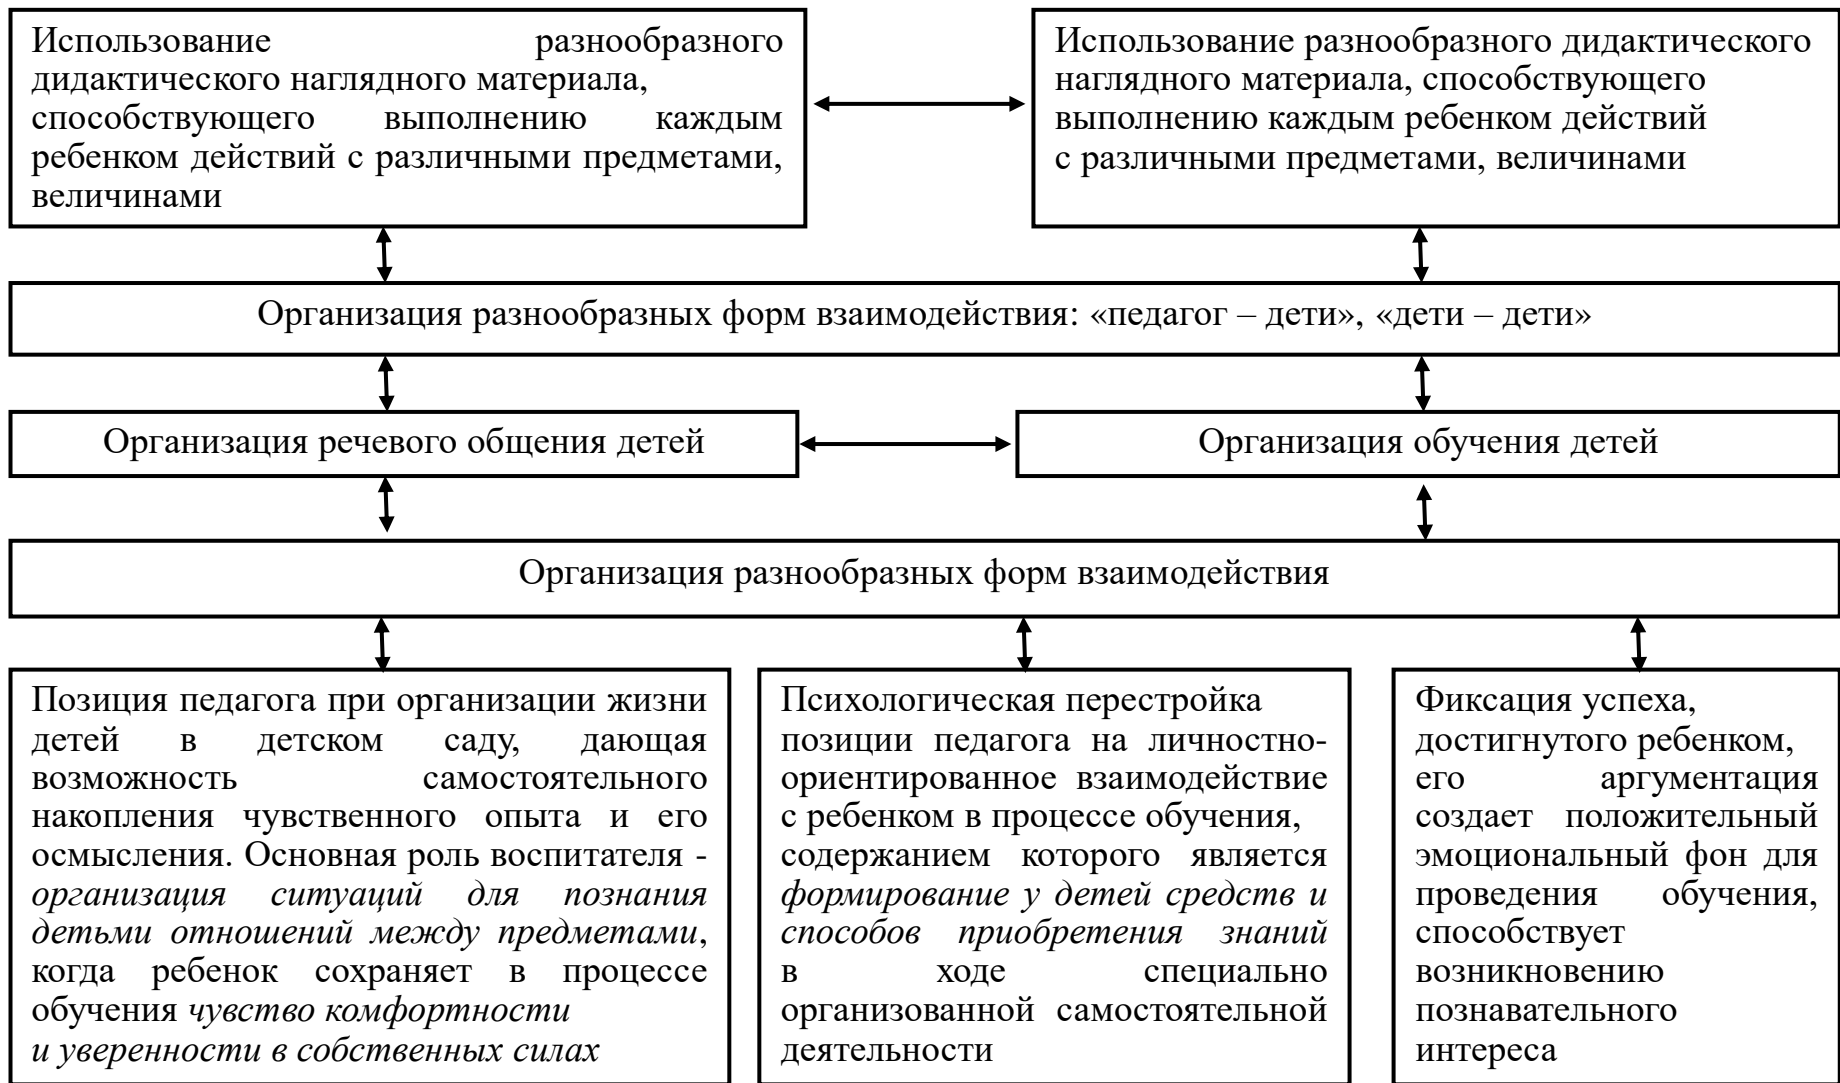 Использование разнообразного
дидактического наглядного материала,
способствующего выполнению каждым
ребенком действий с различными предметами,
величинами
Использование разнообразного дидактического
наглядного материала, способствующего
выполнению каждым ребенком действий
с различными предметами, величинами
Организация разнообразных форм взаимодействия: «педагог – дети», «дети – дети»
Организация речевого общения детей
Организация обучения детей
Организация разнообразных форм взаимодействия
Позиция педагога при организации жизни
детей в детском саду, дающая
возможность самостоятельного
накопления чувственного опыта и его
осмысления. Основная роль воспитателя -
организация ситуаций для познания
детьми отношений между предметами,
когда ребенок сохраняет в процессе
обучения чувство комфортности
и уверенности в собственных силах
Психологическая перестройка
позиции педагога на личностно-
ориентированное взаимодействие
с ребенком в процессе обучения,
содержанием которого является
формирование у детей средств и
способов приобретения знаний
в ходе специально
организованной самостоятельной
деятельности
Фиксация успеха,
достигнутого ребенком,
его аргументация
создает положительный
эмоциональный фон для
проведения обучения,
способствует
возникновению
познавательного
интереса